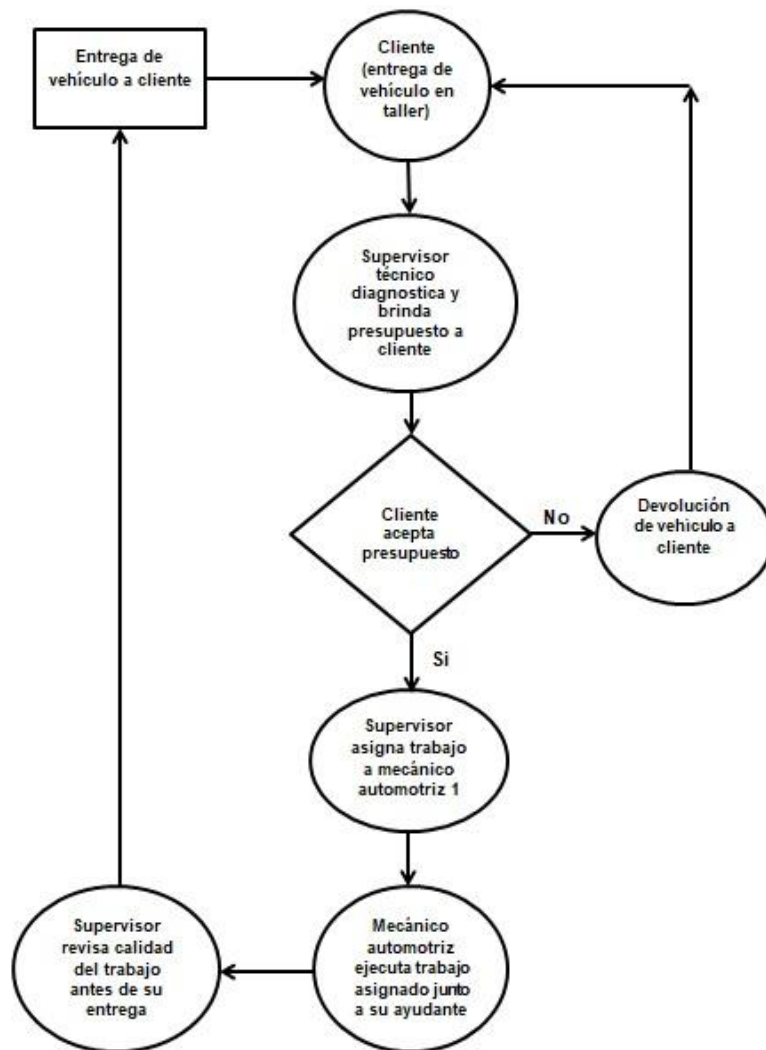 Entrega de
vehículo a cliente
Cliente
(entrega de
vehículo en
taller)
Supervisor
técnico
diagnostica y
brinda
presupuesto a
cliente
Cliente
acepta
presupuesto
No
Devolución
de vehiculo a
cliente
Si
Supervisor
asigna trabajo
a mecánico
automotriz 1
Mecánico
automotriz
ejecuta trabajo
asignado junto
a su ayudante
Supervisor
revisa calidad
del trabajo
antes de su
entrega